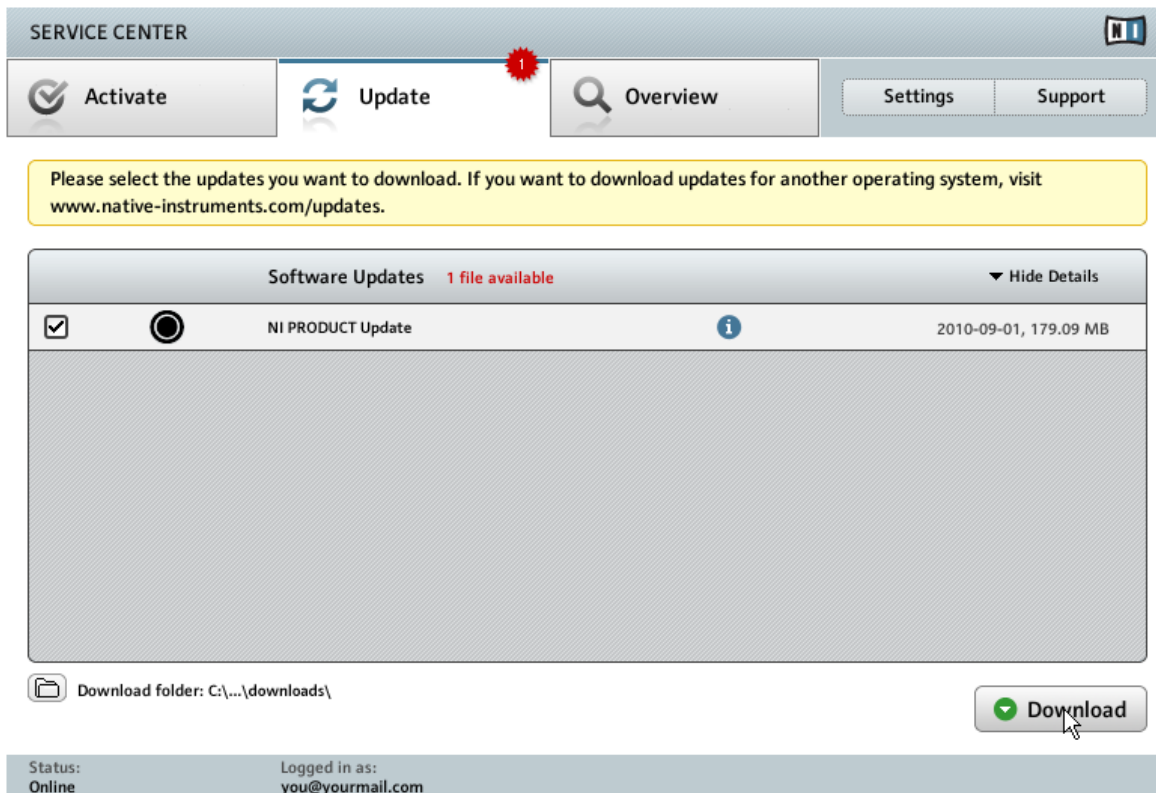 SERVICE CENTER
NI
Activate
Update
1
Overview
Settings
Support
Please select the updates you want to download. If you want to download updates for another operating system, visit
www.native-instruments.com/updates.
Software Updates 1 file available Hide Details
NI PRODUCT Update i 2010-09-01, 179.09 MB
Download folder: C:\...\downloads\
Download
Status:
Online
Logged in as:
you@yourmail.com